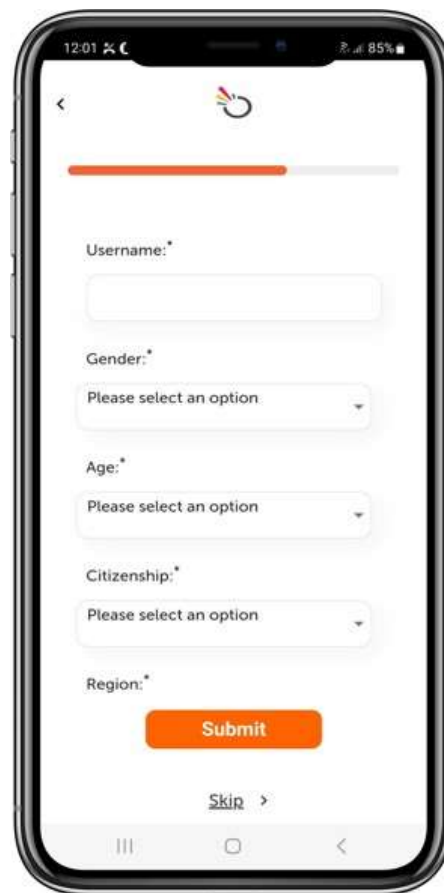 12:01 85%
Username:*
Gender:*
Please select an option
Age:*
Please select an option
Citizenship:*
Please select an option
Region:*
Submit
Skip >